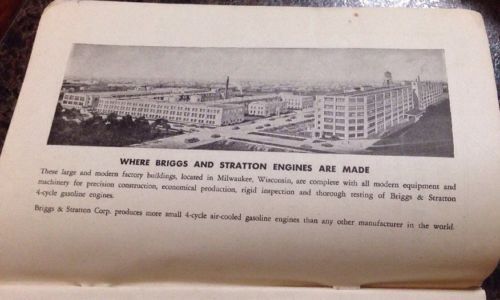 WHERE BRIGGS AND STRATTON ENGINES ARE MADE
These large and modern factory buildings, located in Milwaukee, Wisconsin, are complete with all modern equipment and
machinery for precision construction, economical production, rigid inspection and thorough testing of Briggs & Stratton
4-cycle gasoline engines.
Briggs & Stratton Corp. produces more small 4-cycle air-cooled gasoline engines than any other manufacturer in the world.